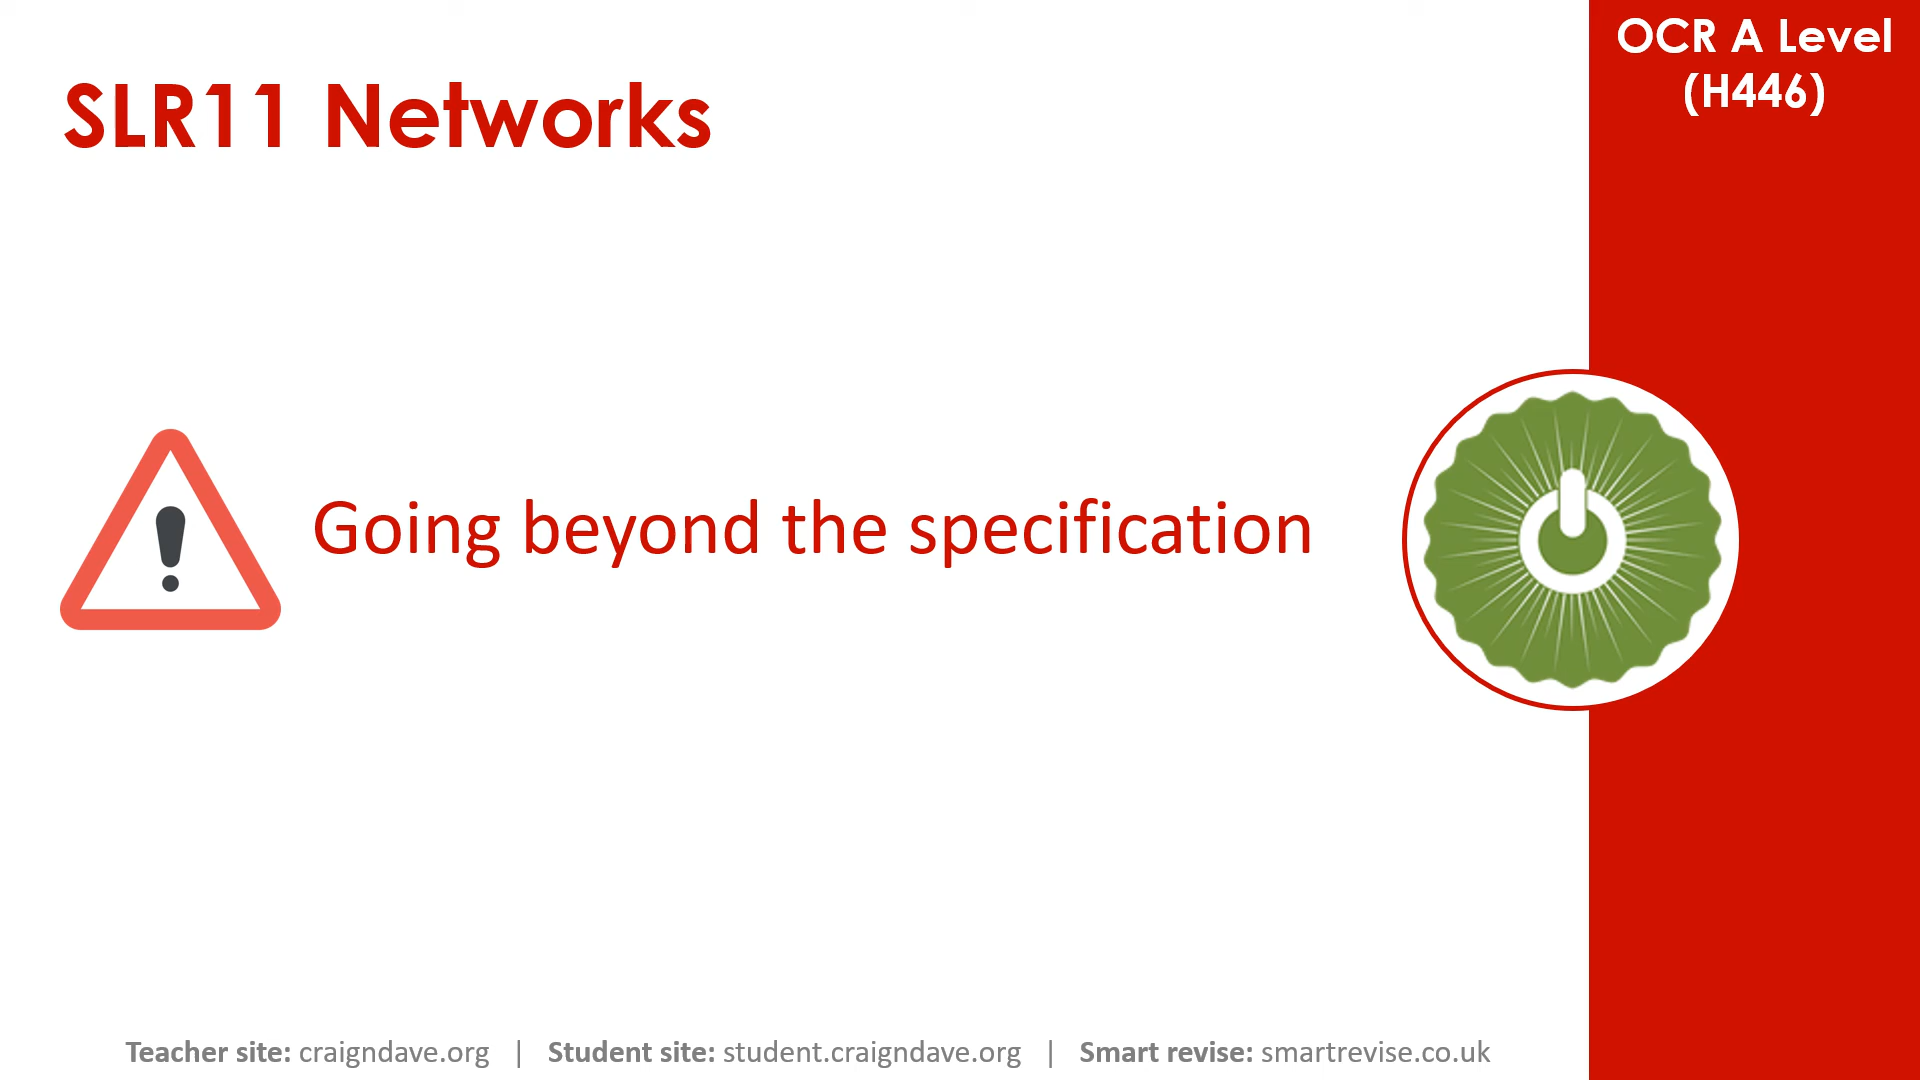 SLR11 Networks
OCR A Level
(H446)
Going beyond the specification
Teacher site: craigndave.org | Student site: student.craigndave.org | Smart revise: smartrevise.co.uk